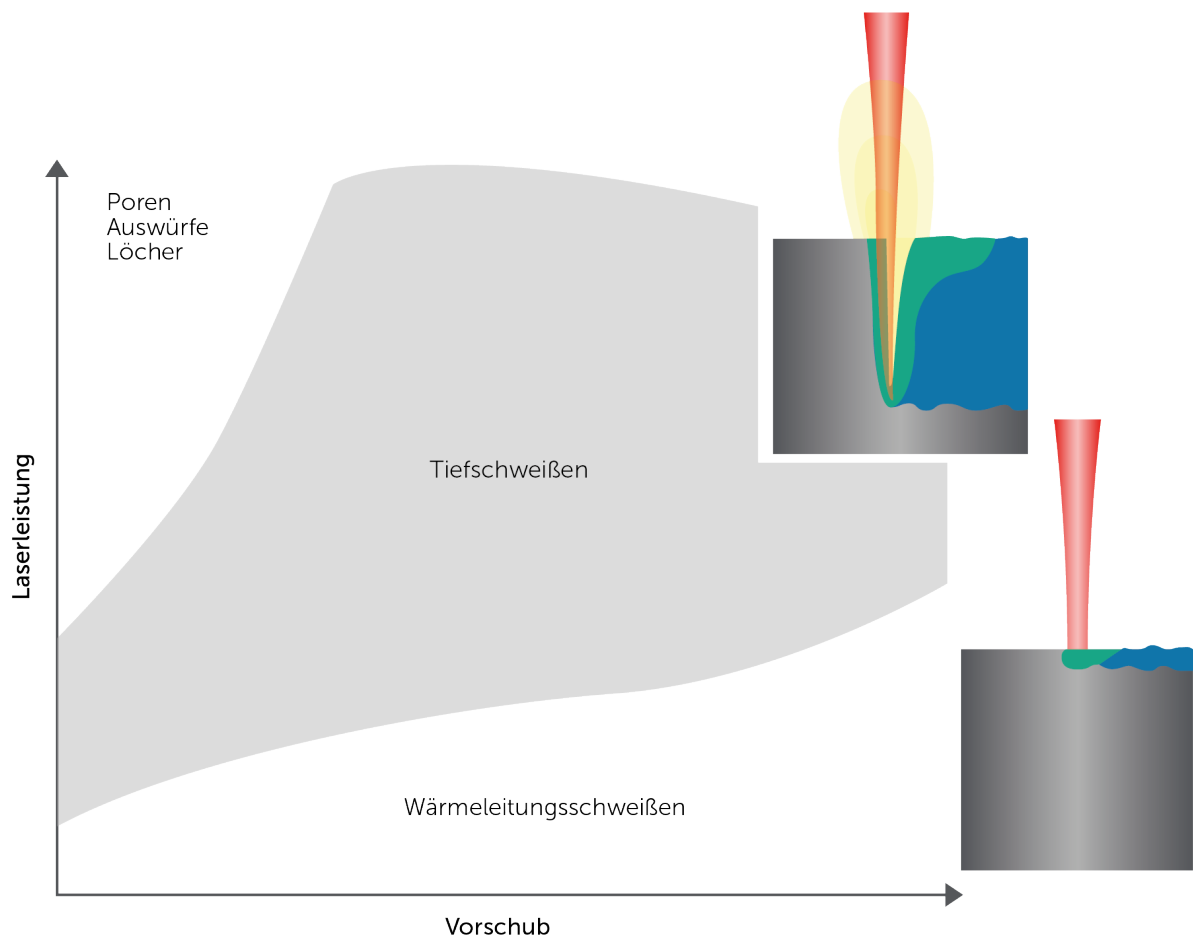 Poren
Auswürfe
Löcher
Tiefschweißen
Laserleistung
Wärmeleitungsschweißen
Vorschub